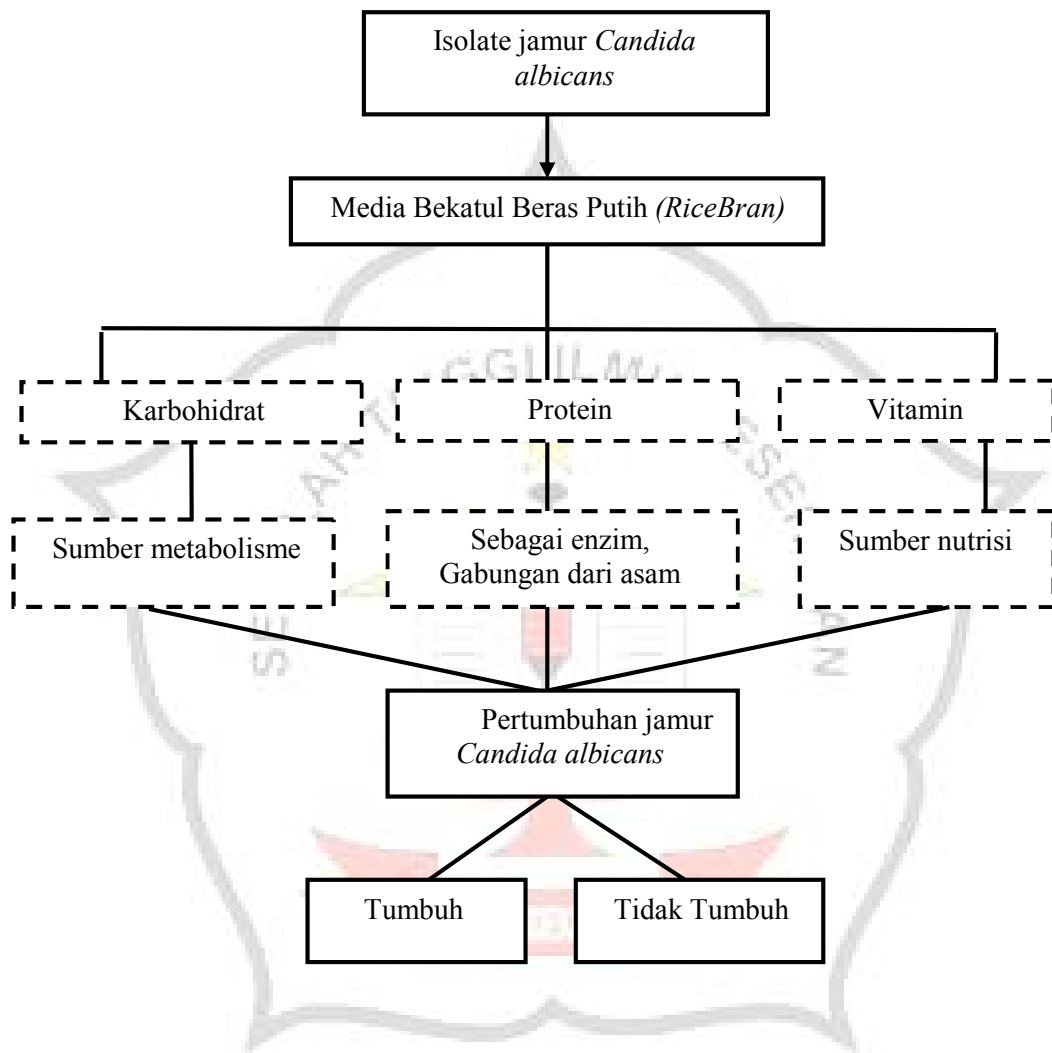 Isolate jamur Candida
albicans
Media Bekatul Beras Putih (RiceBran)
Karbohidrat
Protein
Vitamin
Sumber metabolisme
Sebagai enzim,
Gabungan dari asam
Sumber nutrisi
Pertumbuhan jamur
Candida albicans
Tumbuh
Tidak Tumbuh